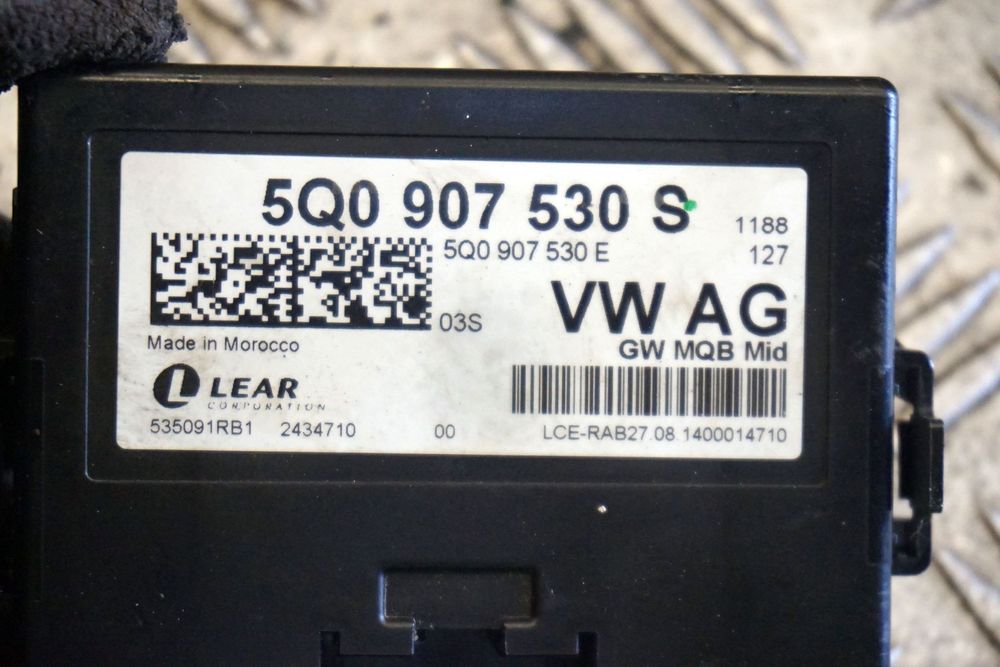 5Q0 907 530 S
1188
5Q0 907 530 E
127
VW AG
03S
GW MQB Mid
Made in Morocco
LEAR
CORPORATION
535091RB1 2434710 00 LCE-RAB27.08.1400014710